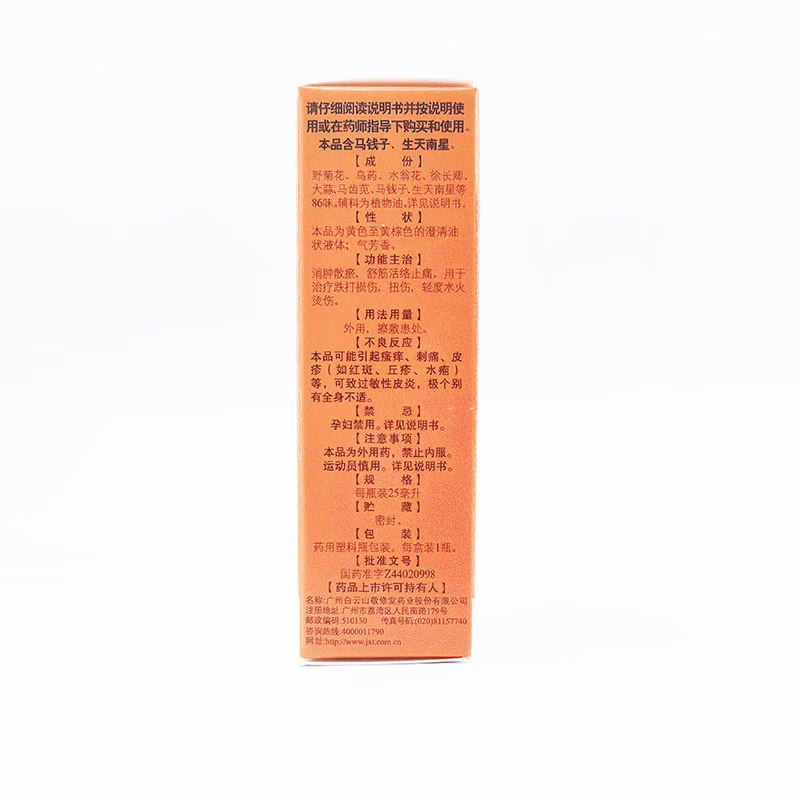 请仔细阅读说明书并按说明使
用或在药师指导下购买和使用。
本品含马钱子、生天南星。
【成 份】
野菊花、乌药、水翁花、徐长卿、
大蒜、马齿苋、马钱子、生天南星等
86味。辅料为植物油。详见说明书。
【性 状】
本品为黄色至黄棕色的澄清油
状液体；气芳香。
【功能主治】
消肿散瘀，舒筋活络止痛。用于
治疗跌打损伤，扭伤，轻度水火
烫伤。
【用法用量】
外用，擦敷患处。
【不良反应】
本品可能引起瘙痒、刺痛、皮
疹（如红斑、丘疹、水疱）
等，可致过敏性皮炎，极个别
有全身不适。
【禁 忌】
孕妇禁用。详见说明书。
【注意事项】
本品为外用药，禁止内服。
运动员慎用。详见说明书。
【规 格】
每瓶装25毫升
【贮 藏】
密封。
【包 装】
药用塑料瓶包装，每盒装1瓶。
【批准文号】
国药准字Z44020998
【药品上市许可持有人】
名称:广州白云山敬修堂药业股份有限公司
注册地址:广州市荔湾区人民南路179号
邮政编码:510130 传真号码:(020)81157740
咨询热线:4000011790
网址:http://www.jxt.com.cn